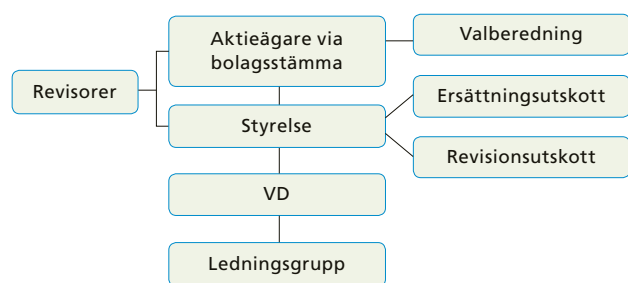 Aktieägare via
bolagsstämma
Valberedning
Revisorer
Ersättningsutskott
Styrelse
Revisionsutskott
VD
Ledningsgrupp